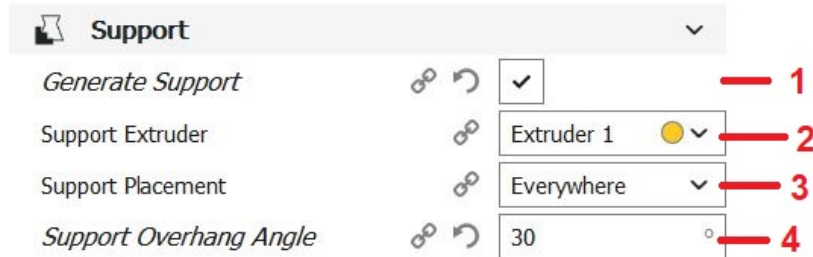 Support
Generate Support 1
Support Extruder Extruder 1 2
Support Placement Everywhere 3
Support Overhang Angle 30 ° 4